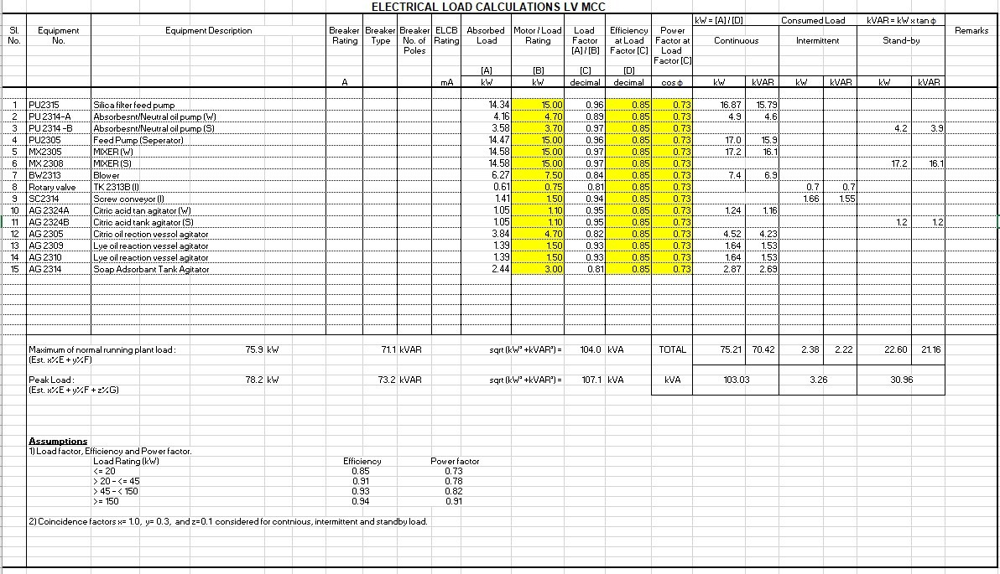 ELECTRICAL LOAD CALCULATIONS LV MCC
kW = [A] / [D] Consumed Load kVAR = kW x tan ϕ
Sl. No. Equipment No. Equipment Description Breaker Rating Breaker Type Breaker No. of Poles ELCB Rating Absorbed Load Motor / Load Rating Load Factor [A] / [B] Efficiency at Load Factor [C] Power Factor at Load Factor [C] Continuous Intermittent Stand-by Remarks
[A] [B] [C] [D]
A mA kW kW decimal decimal cos ϕ kW kVAR kW kVAR kW kVAR
1 PU2315 Silica filter feed pump 14.34 15.00 0.96 0.85 0.73 16.87 15.79
2 PU 2314-A Absorbesnt/Neutral oil pump (W) 4.16 4.70 0.89 0.85 0.73 4.9 4.6
3 PU 2314 -B Absorbesnt/Neutral oil pump (S) 3.58 3.70 0.97 0.85 0.73 4.2 3.9
4 PU2305 Feed Pump (Seperator) 14.47 15.00 0.96 0.85 0.73 17.0 15.9
5 MX2305 MIXER (W) 14.58 15.00 0.97 0.85 0.73 17.2 16.1
6 MX 2308 MIXER (S) 14.58 15.00 0.97 0.85 0.73 17.2 16.1
7 BW2313 Blower 6.27 7.50 0.84 0.85 0.73 7.4 6.9
8 Rotary valve TK 2313B (I) 0.61 0.75 0.81 0.85 0.73 0.7 0.7
9 SC2314 Screw conveyor (I) 1.41 1.50 0.94 0.85 0.73 1.66 1.55
10 AG 2324A Citric acid tan agitator (W) 1.05 1.10 0.95 0.85 0.73 1.24 1.16
11 AG 2324B Citric acid tank agitator (S) 1.05 1.10 0.95 0.85 0.73 1.2 1.2
12 AG 2305 Citric oil rection vessol agitator 3.84 4.70 0.82 0.85 0.73 4.52 4.23
13 AG 2309 Lye oil reaction vessel agitator 1.39 1.50 0.93 0.85 0.73 1.64 1.53
14 AG 2310 Lye oil reaction vessel agitator 1.39 1.50 0.93 0.85 0.73 1.64 1.53
15 AG 2314 Soap Adsorbant Tank Agitator 2.44 3.00 0.81 0.85 0.73 2.87 2.69
Maximum of normal running plant load : 75.9 kW 71.1 kVAR sqrt (kW² +kVAR²) = 104.0 kVA TOTAL 75.21 70.42 2.38 2.22 22.60 21.16
(Est. x%E + y%F)
Peak Load : 78.2 kW 73.2 kVAR sqrt (kW² +kVAR²) = 107.1 kVA kVA 103.03 3.26 30.96
(Est. x%E + y%F + z%G)
Assumptions
1) Load factor, Efficiency and Power factor.
Load Rating (kW) Efficiency Power factor
<= 20 0.85 0.73
> 20 - <= 45 0.91 0.78
> 45 - < 150 0.93 0.82
>= 150 0.94 0.91
2) Coincidence factors x= 1.0, y= 0.3, and z=0.1 considered for contnious, intermittent and standby load.